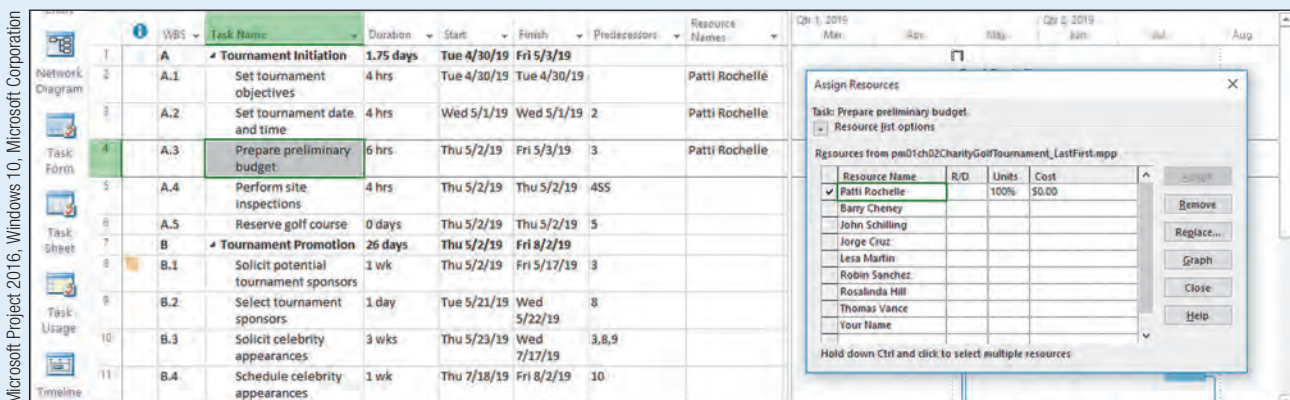 Microsoft Project 2016, Windows 10, Microsoft Corporation
WBS Task Name Duration Start Finish Predecessors Resource Names
Qtr 1, 2019 Qtr 2, 2019
Mar Apr May Jun Jul Aug
Network Diagram
Task Form
Task Sheet
Task Usage
Timeline
1 A Tournament Initiation 1.75 days Tue 4/30/19 Fri 5/3/19
2 A.1 Set tournament objectives 4 hrs Tue 4/30/19 Tue 4/30/19 Patti Rochelle
3 A.2 Set tournament date and time 4 hrs Wed 5/1/19 Wed 5/1/19 2 Patti Rochelle
4 A.3 Prepare preliminary budget 6 hrs Thu 5/2/19 Fri 5/3/19 3 Patti Rochelle
5 A.4 Perform site inspections 4 hrs Thu 5/2/19 Thu 5/2/19 4SS
6 A.5 Reserve golf course 0 days Thu 5/2/19 Thu 5/2/19 5
7 B Tournament Promotion 26 days Thu 5/2/19 Fri 8/2/19
8 B.1 Solicit potential tournament sponsors 1 wk Thu 5/2/19 Fri 5/17/19 3
9 B.2 Select tournament sponsors 1 day Tue 5/21/19 Wed 5/22/19 8
10 B.3 Solicit celebrity appearances 3 wks Thu 5/23/19 Wed 7/17/19 3,8,9
11 B.4 Schedule celebrity appearances 1 wk Thu 7/18/19 Fri 8/2/19 10
Assign Resources
Task: Prepare preliminary budget
Resource list options
Resources from pm01ch02CharityGolfTournament_LastFirst.mpp
Resource Name R/D Units Cost
Patti Rochelle 100% $0.00
Barry Cheney
John Schilling
Jorge Cruz
Lesa Martin
Robin Sanchez
Rosalinda Hill
Thomas Vance
Your Name
Assign
Remove
Replace...
Graph
Close
Help
Hold down Ctrl and click to select multiple resources